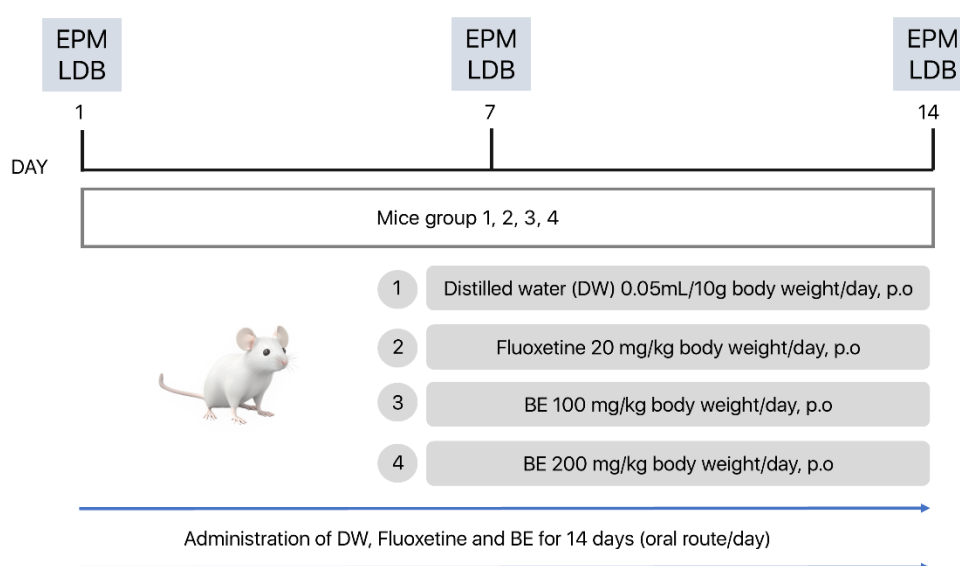 EPM
LDB
EPM
LDB
EPM
LDB
1
7
14
DAY
Mice group 1, 2, 3, 4
1 Distilled water (DW) 0.05mL/10g body weight/day, p.o
2 Fluoxetine 20 mg/kg body weight/day, p.o
3 BE 100 mg/kg body weight/day, p.o
4 BE 200 mg/kg body weight/day, p.o
Administration of DW, Fluoxetine and BE for 14 days (oral route/day)